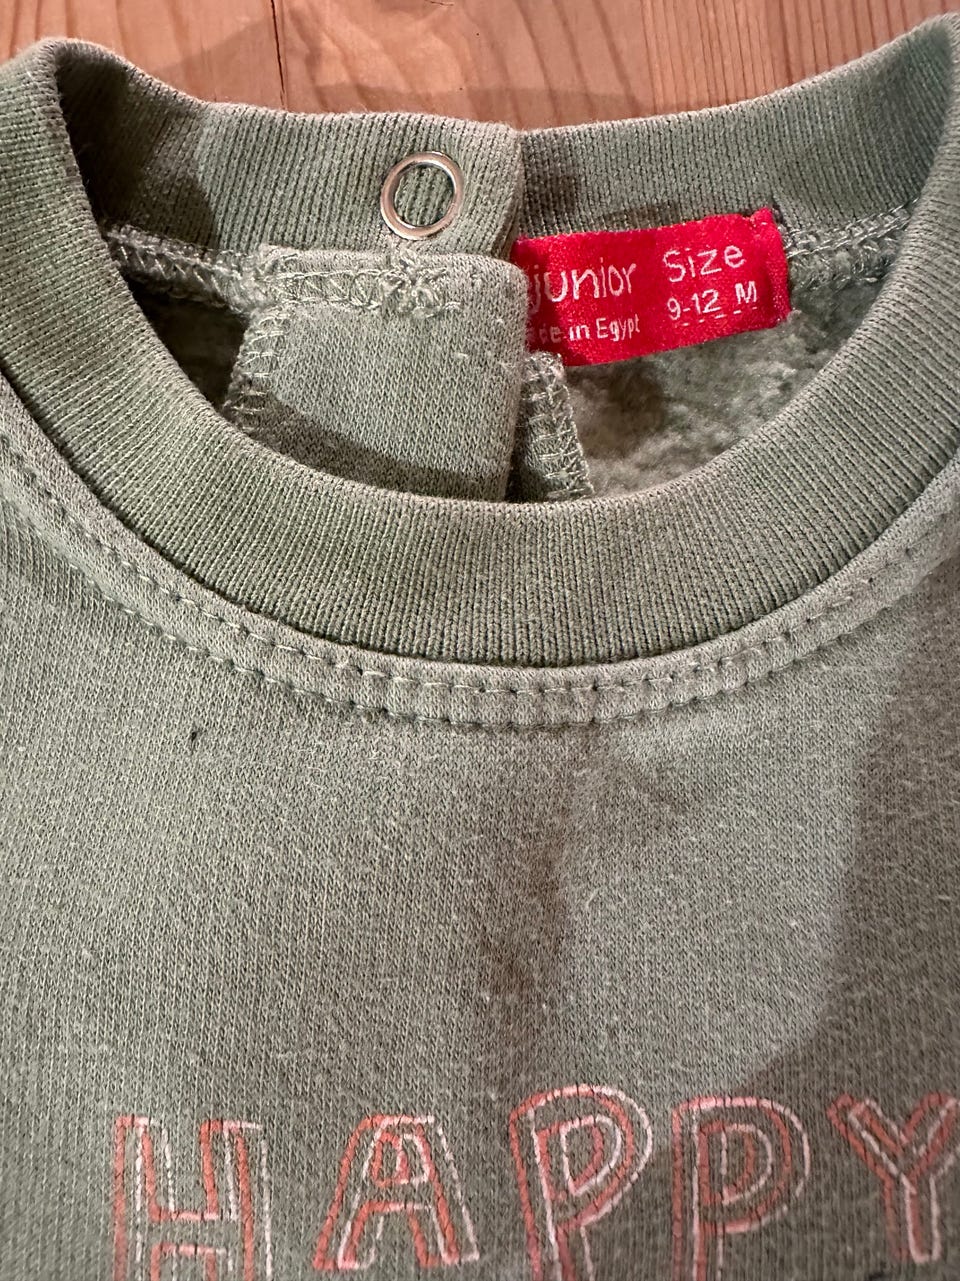 junior
in Egypt
Size
9-12 M
HAPPY